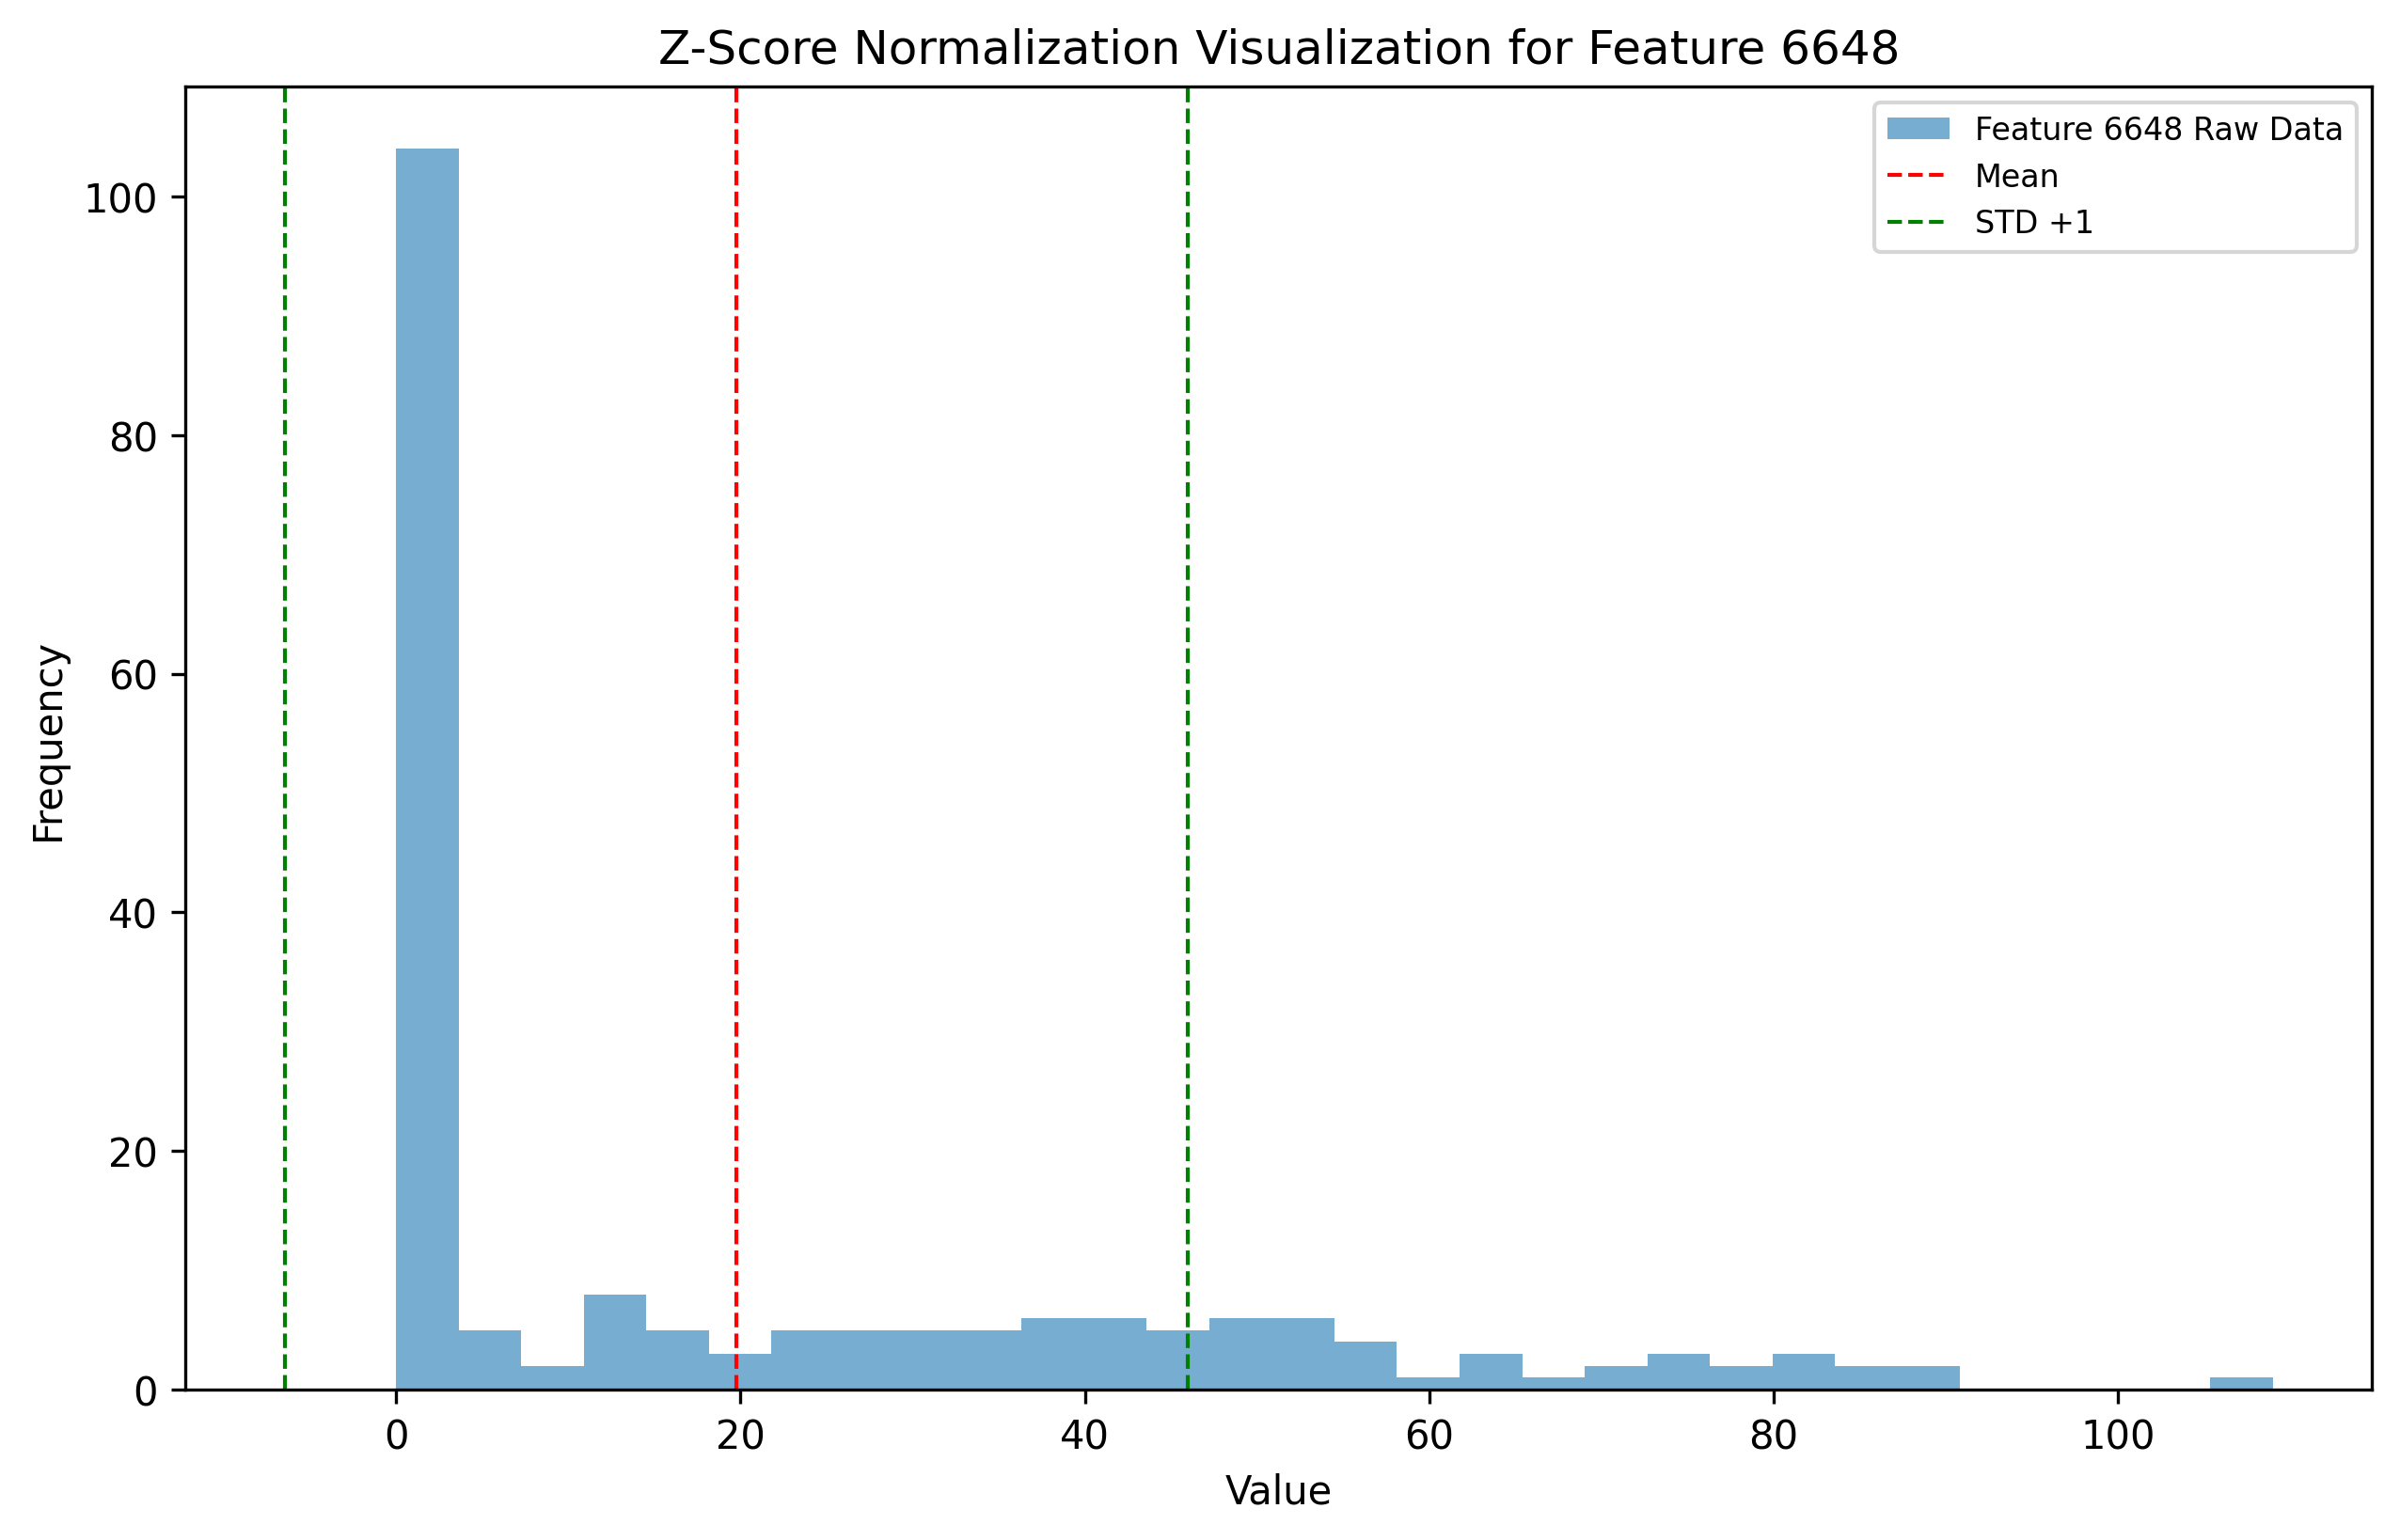 Z-Score Normalization Visualization for Feature 6648
Feature 6648 Raw Data
Mean
STD +1
Frequency
100
80
60
40
20
0
0 20 40 60 80 100
Value